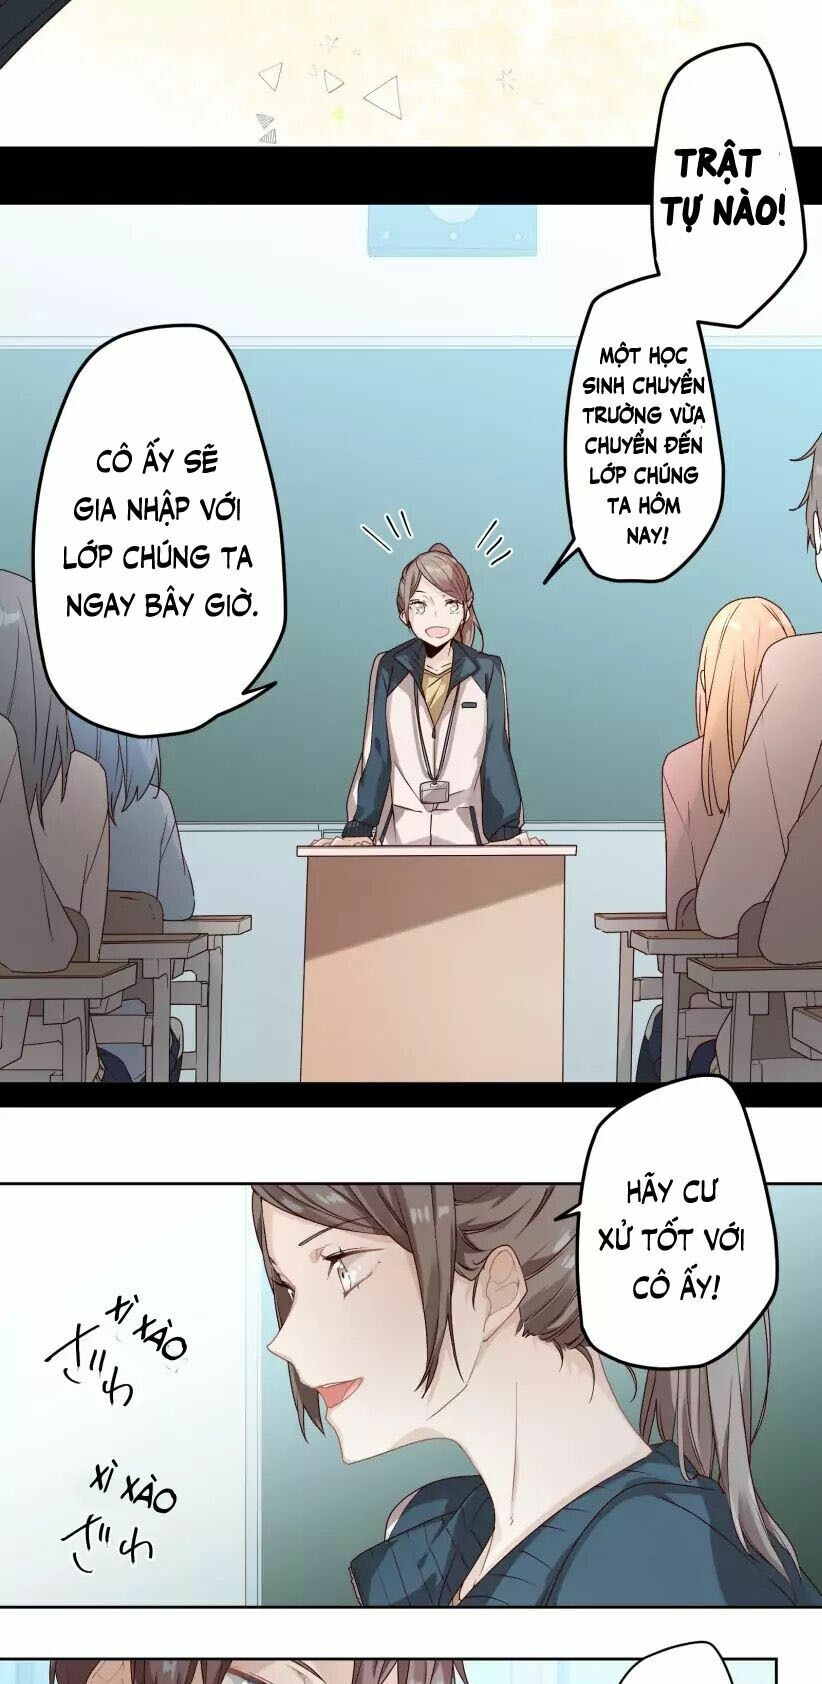 TRẬT
TỰ NÀO!
MỘT HỌC
SINH CHUYỂN
TRƯỜNG VỪA
CHUYỂN ĐẾN
LỚP CHÚNG
TA HÔM
NAY!
CÔ ẤY SẼ
GIA NHẬP VỚI
LỚP CHÚNG TA
NGAY BÂY GIỜ.
HÃY CƯ
XỬ TỐT VỚI
CÔ ẤY!
XÌ XÀO
ざわ
XÌ XÀO
ざわ